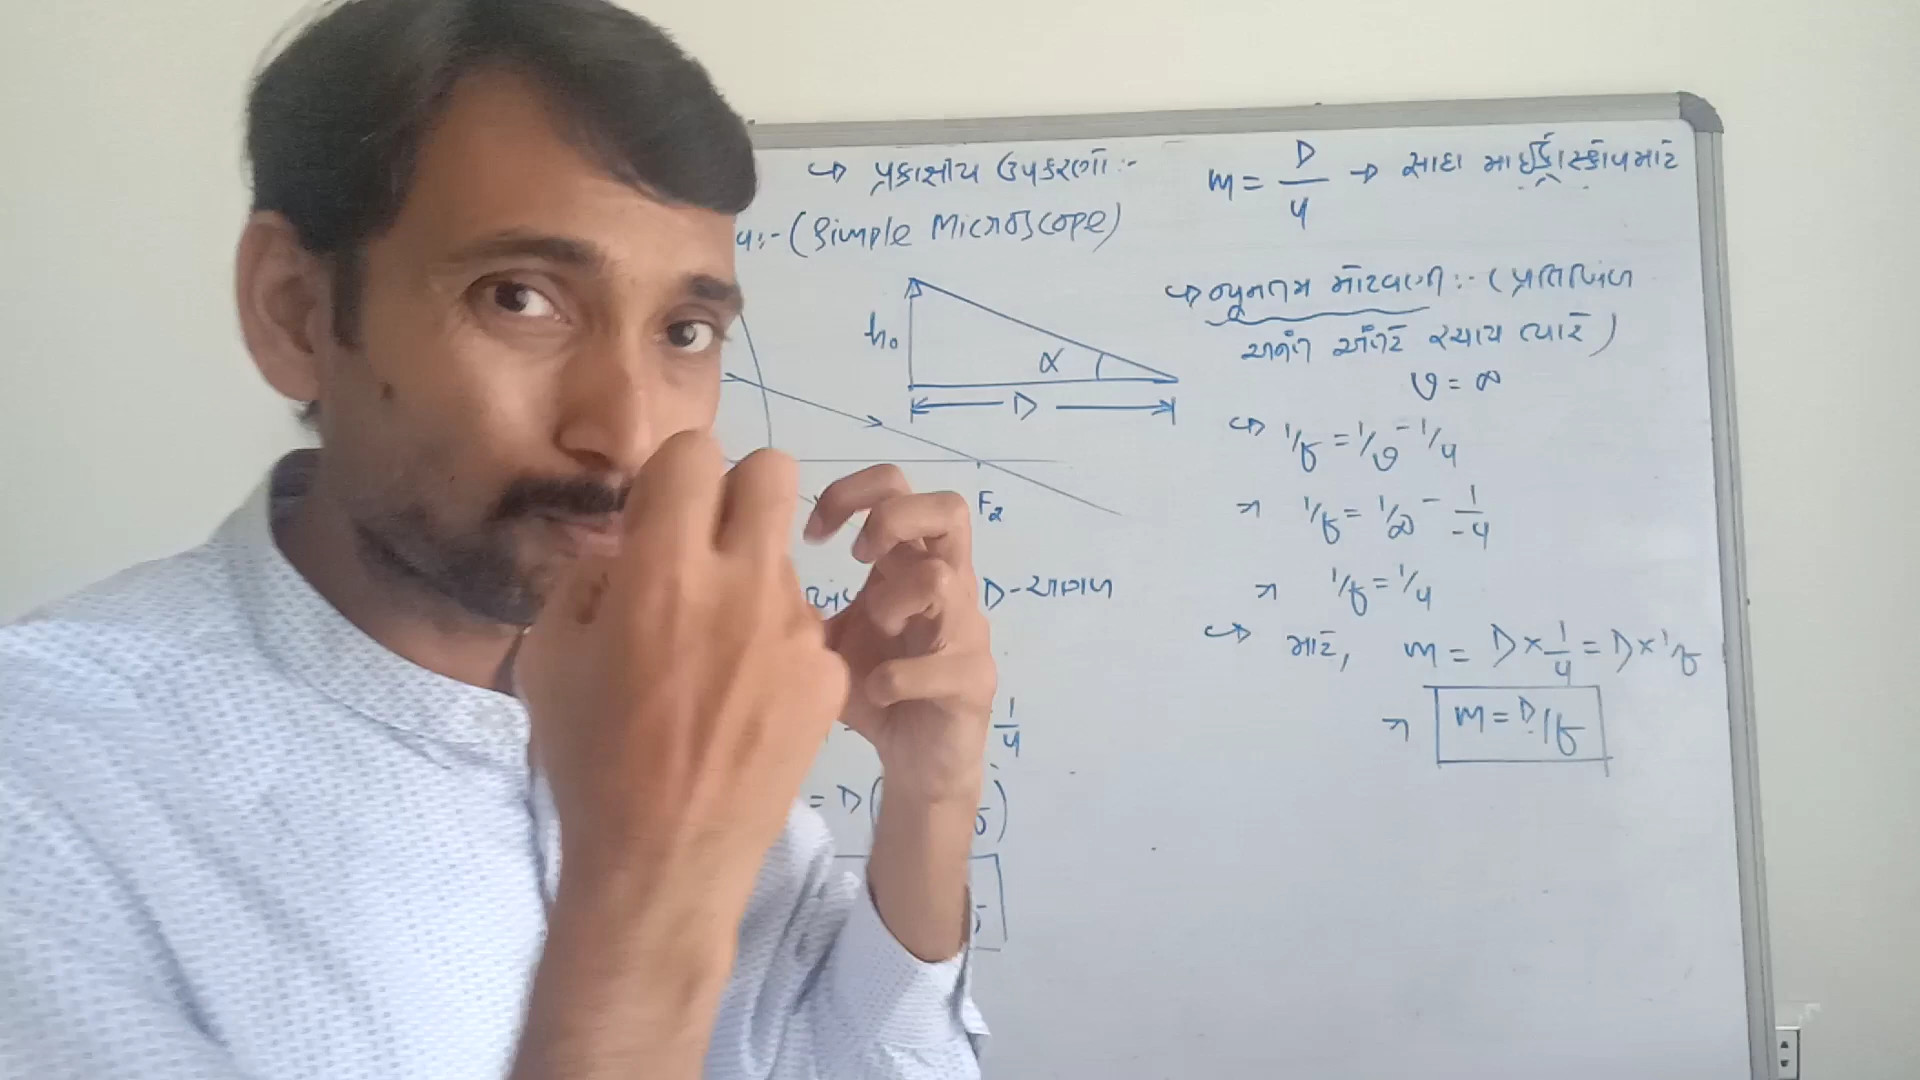 ↪ પ્રકાશીય ઉપકરણો :-
પ :- (Simple Microscope)
h₀
α
D
F₂
D - આગળ
1/u
= D (
m = D/u → સાદા માઈક્રોસ્કોપ માટે
↪ ન્યૂનતમ મોટવણી :- (પ્રતિબિંબ
અનંત અંતરે રચાય ત્યારે)
v = ∞
↪ 1/f = 1/v - 1/u
⇒ 1/f = 1/∞ - 1/-u
⇒ 1/f = 1/u
↪ માટે, m = D × 1/u = D × 1/f
⇒ m = D/f